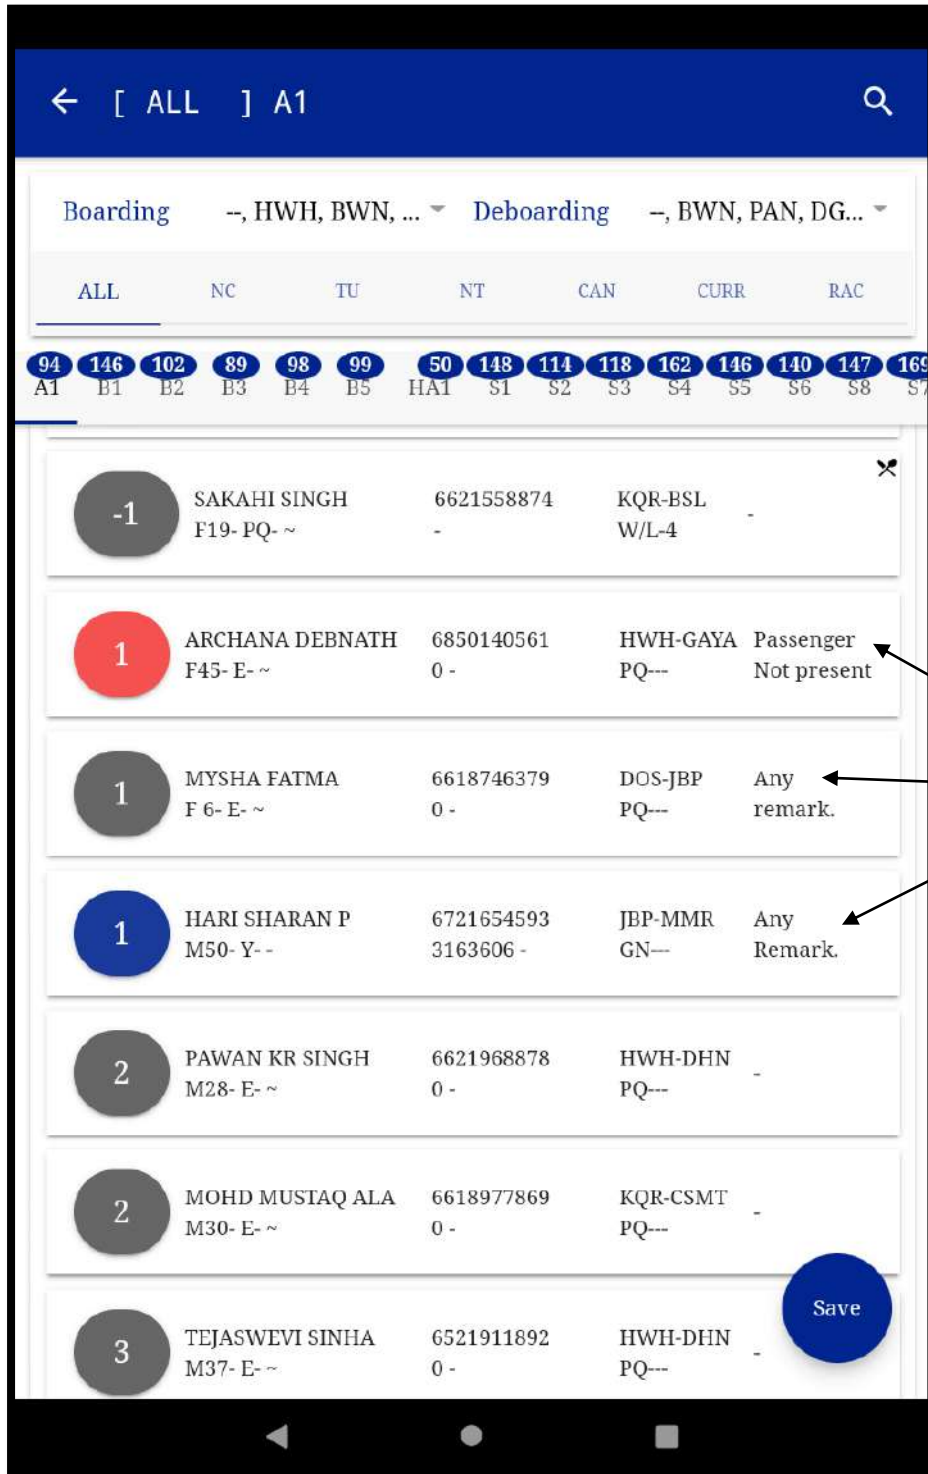 [ ALL ] A1
Boarding --, HWH, BWN, ... Deboarding --, BWN, PAN, DG...
ALL NC TU NT CAN CURR RAC
94 146 102 89 98 99 50 148 114 118 162 146 140 147 169
A1 B1 B2 B3 B4 B5 HA1 S1 S2 S3 S4 S5 S6 S8 S7
-1 SAKAHI SINGH 6621558874 KQR-BSL -
F19- PQ- ~ - W/L-4
1 ARCHANA DEBNATH 6850140561 HWH-GAYA Passenger
F45- E- ~ 0 - PQ--- Not present
1 MYSHA FATMA 6618746379 DOS-JBP Any
F 6- E- ~ 0 - PQ--- remark.
1 HARI SHARAN P 6721654593 JBP-MMR Any
M50- Y- - 3163606 - GN--- Remark.
2 PAWAN KR SINGH 6621968878 HWH-DHN -
M28- E- ~ 0 - PQ---
2 MOHD MUSTAQ ALA 6618977869 KQR-CSMT -
M30- E- ~ 0 - PQ---
3 TEJASWEVI SINHA 6521911892 HWH-DHN -
M37- E- ~ 0 - PQ---
Save